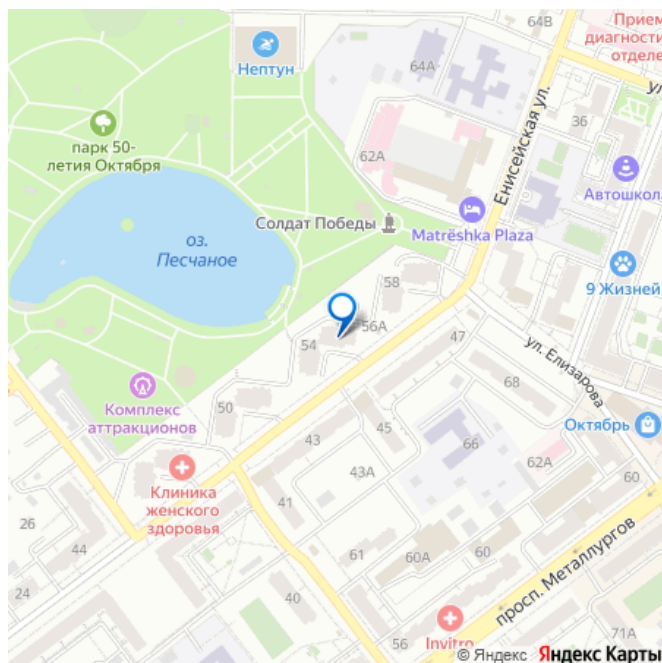 64В
Прием
диагности
отделе
Нептун
64А
ул
Енисейская ул.
36
парк 50-
летия Октября
62А
Автошкола
Солдат Победы
Matrёshka Plaza
оз.
Песчаное
9 Жизней
58
56А
54
47
ул. Елизарова
Комплекс
аттракционов
50
68
Октябрь
43
45
66
62А
Клиника
женского
здоровья
43А
60
26
41
44
61
60А
60
просп. Металлургов
24
40
56
Invitro
71А
© Яндекс Яндекс Карты